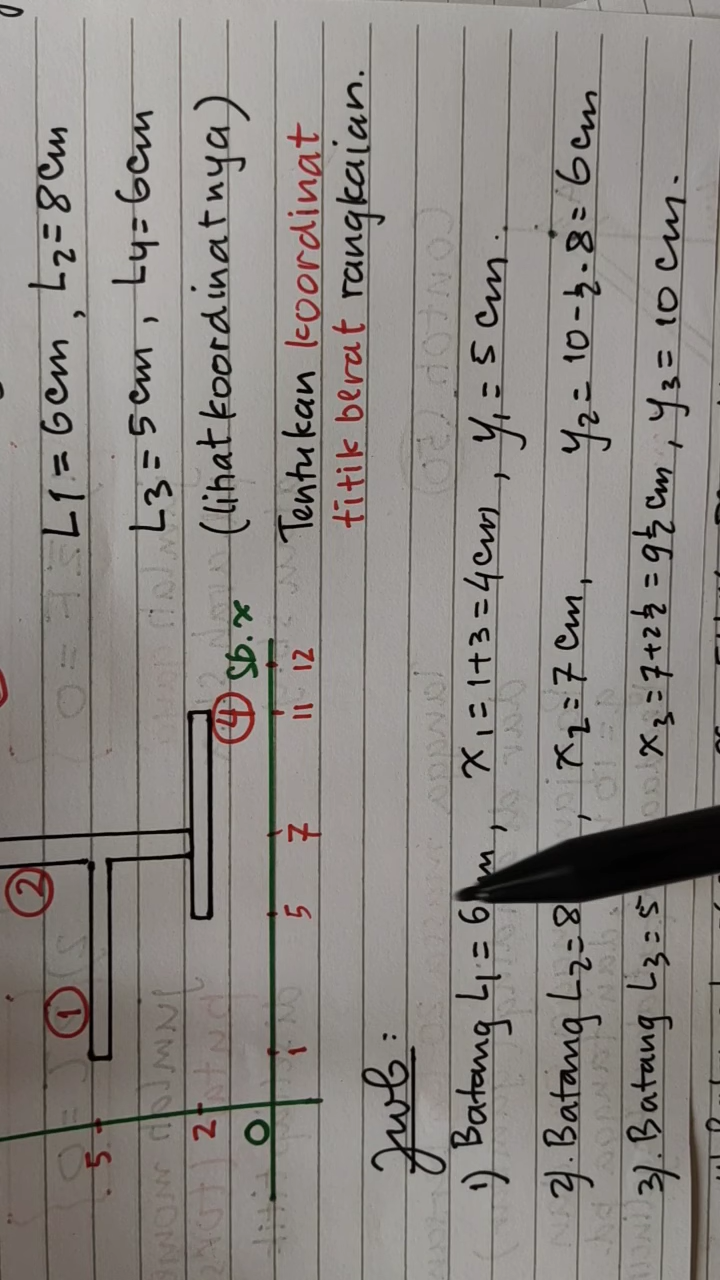 L1 = 6cm, L2 = 8cm
L3 = 5cm, L4 = 6cm
(lihat koordinatnya)
Tentukan koordinat
titik berat rangkaian.
②
①
④
5
2
O
1 5 7 11 12
Sb.x
Jwb:
1) Batang L1 = 6 m, x1 = 1+3 = 4cm, y1 = 5 cm.
2). Batang L2 = 8 , x2 = 7 cm, y2 = 10 - ½ . 8 = 6 cm
3). Batang L3 = 5 x3 = 7 + 2½ = 9½ cm, y3 = 10 cm.